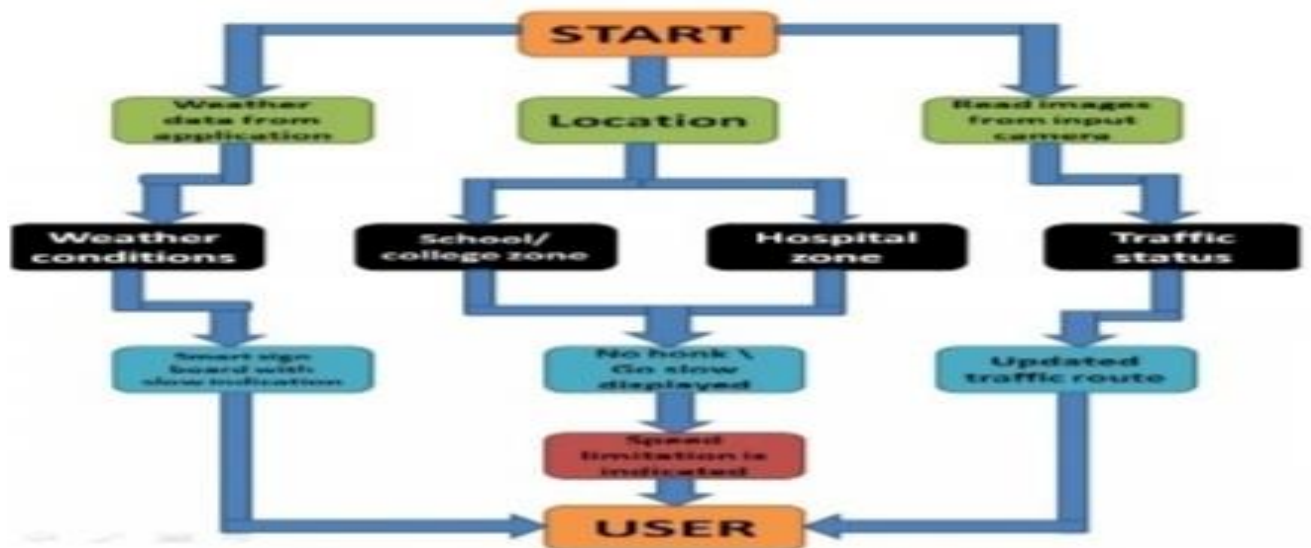 START
Weather
data from
application
Location
Read images
from input
camera
Weather
conditions
School/
college zone
Hospital
zone
Traffic
status
Smart sign
board with
slow indication
No honk \
Go slow
displayed
Updated
traffic route
Speed
limitation is
indicated
USER